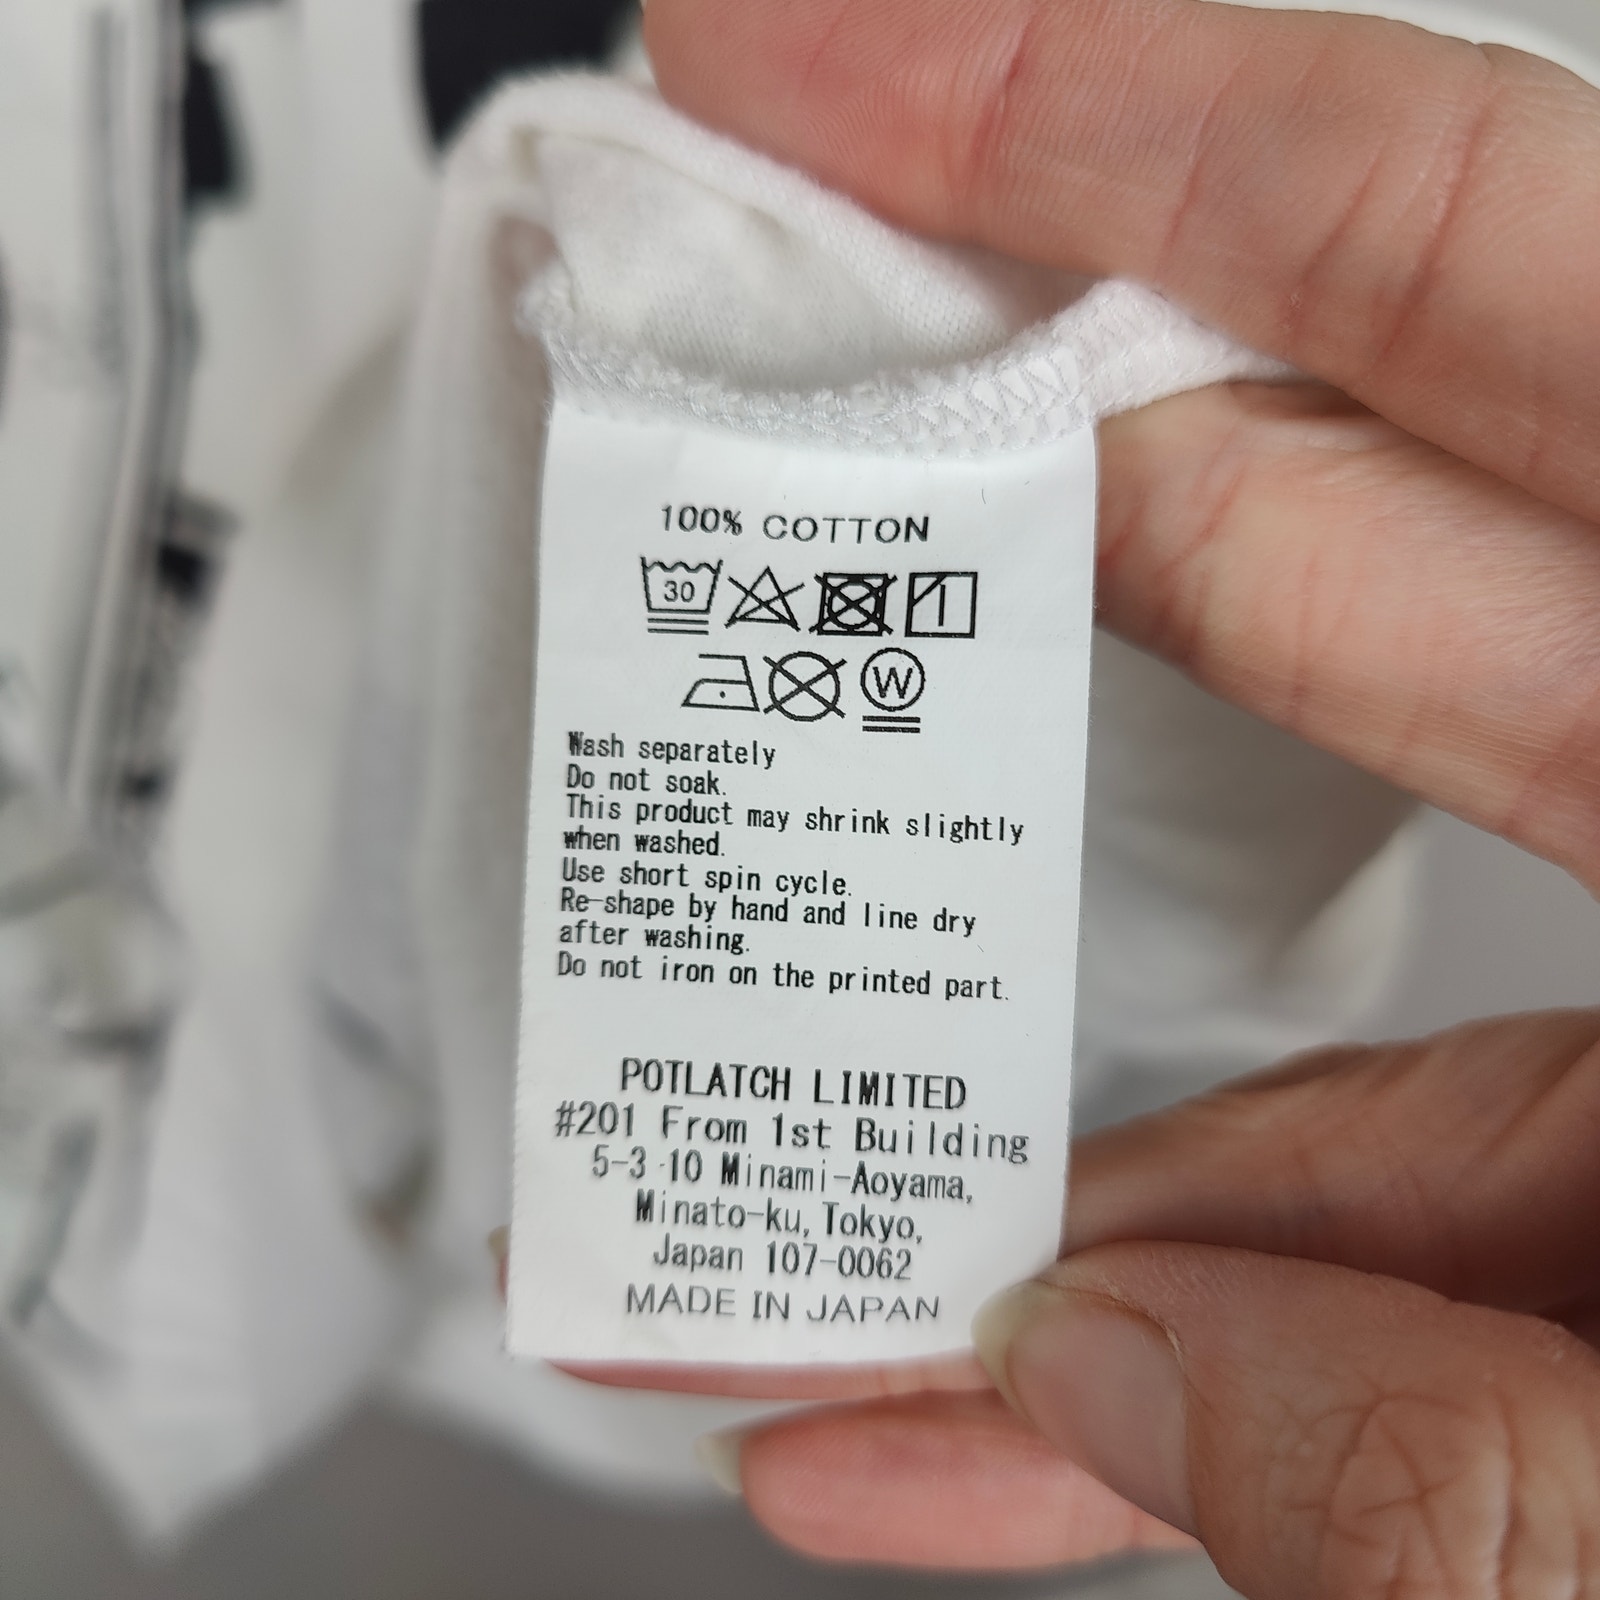 100% COTTON
30
W
Wash separately
Do not soak.
This product may shrink slightly
when washed.
Use short spin cycle.
Re-shape by hand and line dry
after washing.
Do not iron on the printed part.
POTLATCH LIMITED
#201 From 1st Building
5-3-10 Minami-Aoyama,
Minato-ku, Tokyo,
Japan 107-0062
MADE IN JAPAN